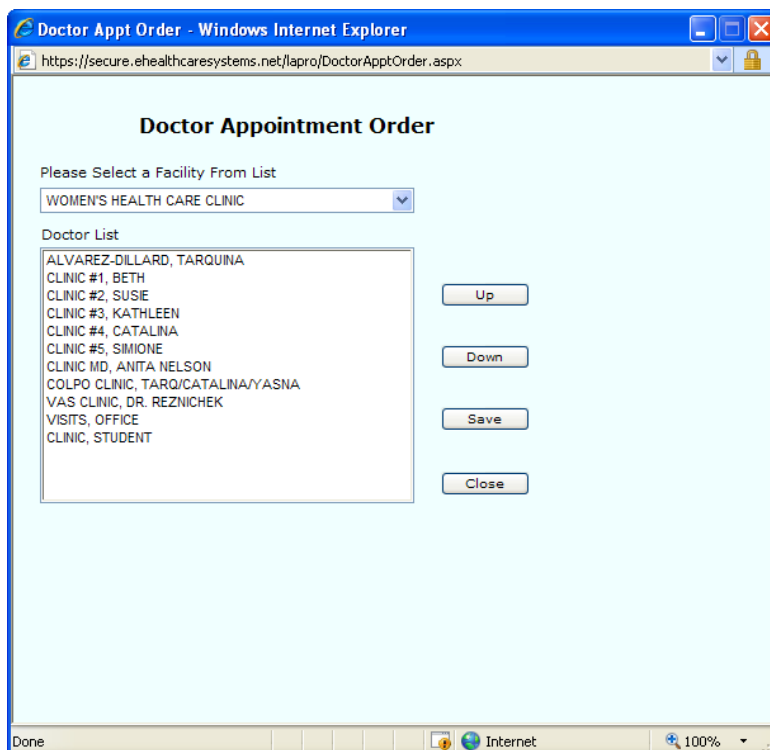 Doctor Appt Order - Windows Internet Explorer
https://secure.ehealthcaresystems.net/lapro/DoctorApptOrder.aspx
Doctor Appointment Order
Please Select a Facility From List
WOMEN'S HEALTH CARE CLINIC
Doctor List
ALVAREZ-DILLARD, TARQUINA
CLINIC #1, BETH
CLINIC #2, SUSIE
CLINIC #3, KATHLEEN
CLINIC #4, CATALINA
CLINIC #5, SIMIONE
CLINIC MD, ANITA NELSON
COLPO CLINIC, TARQ/CATALINA/YASNA
VAS CLINIC, DR. REZNICHEK
VISITS, OFFICE
CLINIC, STUDENT
Up
Down
Save
Close
Done Internet 100%